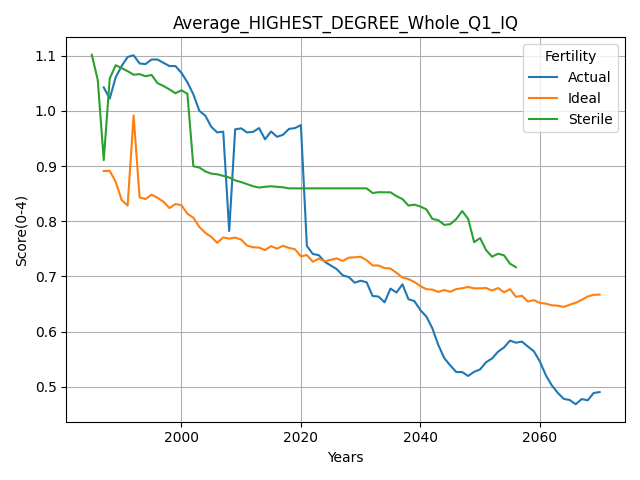 Average_HIGHEST_DEGREE_Whole_Q1_IQ
Fertility
Actual
Ideal
Sterile
Score(0-4)
1.1
1.0
0.9
0.8
0.7
0.6
0.5
2000
2020
2040
2060
Years